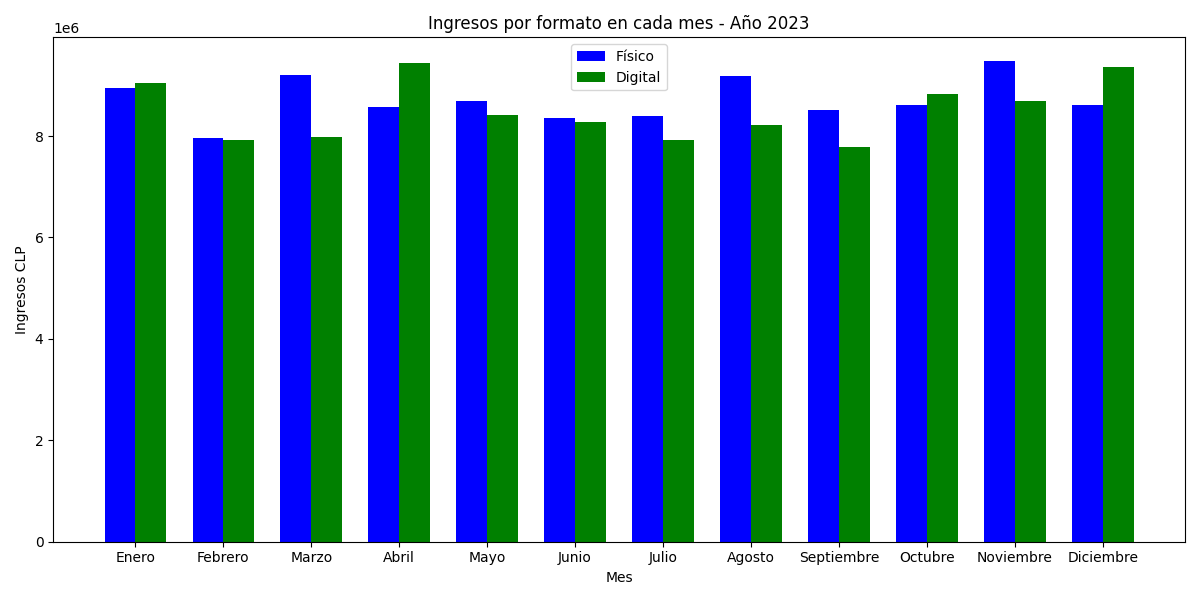 Ingresos por formato en cada mes - Año 2023
1e6
Físico
Digital
8
6
4
2
0
Ingresos CLP
Enero Febrero Marzo Abril Mayo Junio Julio Agosto Septiembre Octubre Noviembre Diciembre
Mes